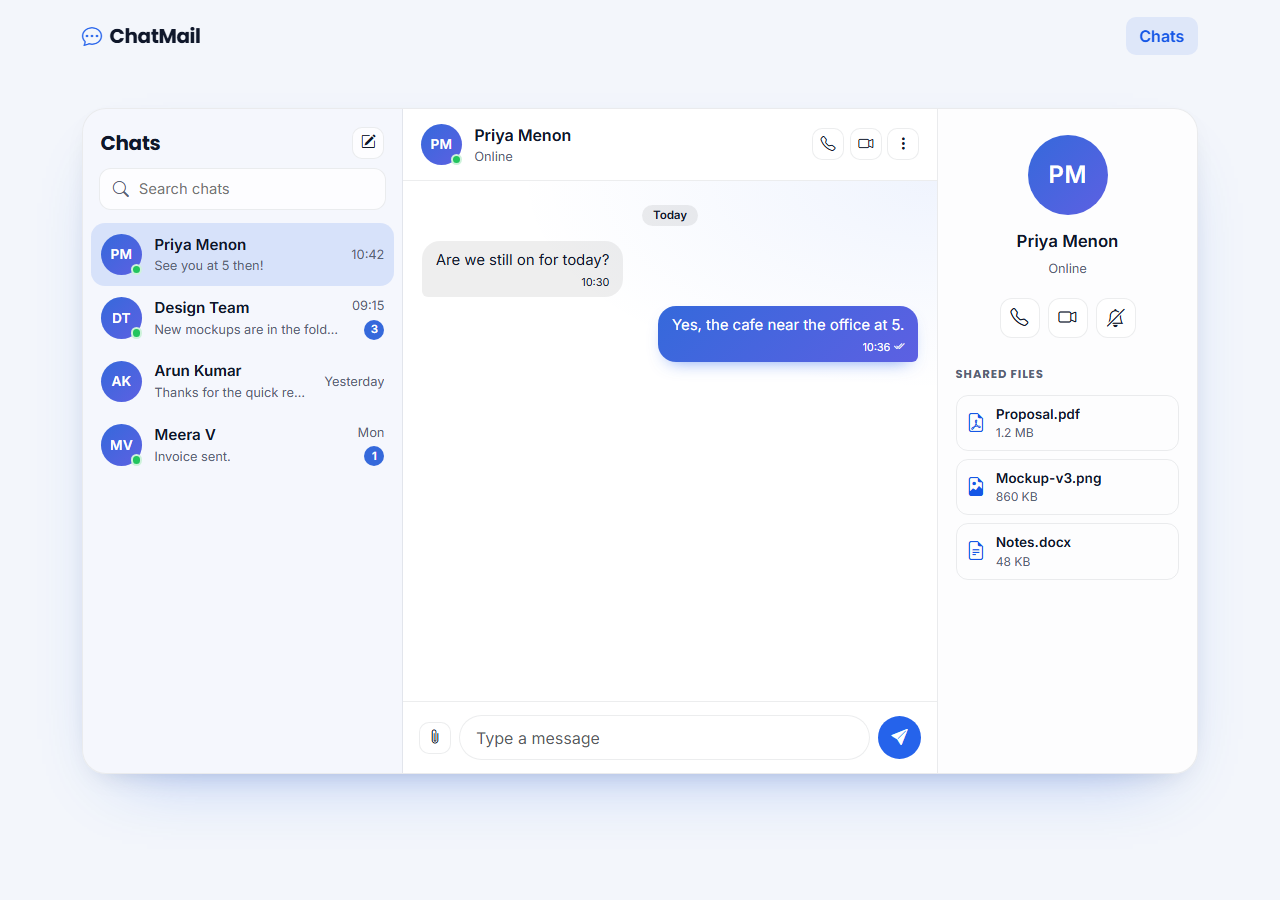 ChatMail
Chats
Chats
Search chats
PM
Priya Menon
See you at 5 then!
10:42
DT
Design Team
New mockups are in the fold...
09:15
3
AK
Arun Kumar
Thanks for the quick re...
Yesterday
MV
Meera V
Invoice sent.
Mon
1
PM
Priya Menon
Online
Today
Are we still on for today?
10:30
Yes, the cafe near the office at 5.
10:36
Type a message
PM
Priya Menon
Online
SHARED FILES
Proposal.pdf
1.2 MB
Mockup-v3.png
860 KB
Notes.docx
48 KB